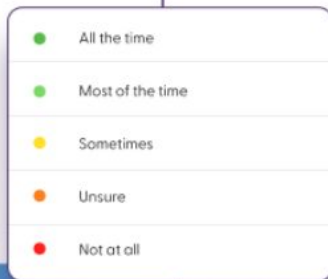 All the time
Most of the time
Sometimes
Unsure
Not at all